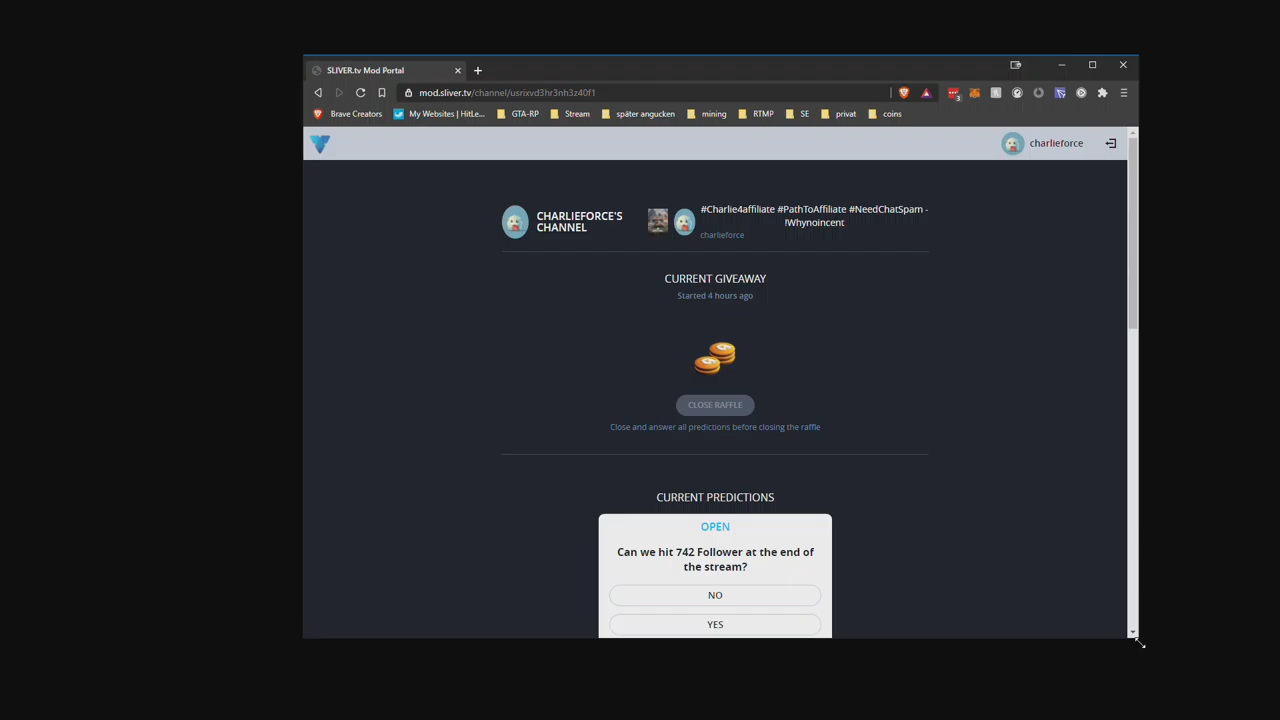 SLIVER.tv Mod Portal
mod.sliver.tv/channel/usrixvd3hr3nh3z40f1
3
Brave Creators
My Websites | HitLe...
GTA-RP
Stream
später angucken
mining
RTMP
SE
privat
coins
charlieforce
CHARLIEFORCE'S
CHANNEL
#Charlie4affiliate #PathToAffiliate #NeedChatSpam -
!Whynoincent
charlieforce
CURRENT GIVEAWAY
Started 4 hours ago
CLOSE RAFFLE
Close and answer all predictions before closing the raffle
CURRENT PREDICTIONS
OPEN
Can we hit 742 Follower at the end of
the stream?
NO
YES